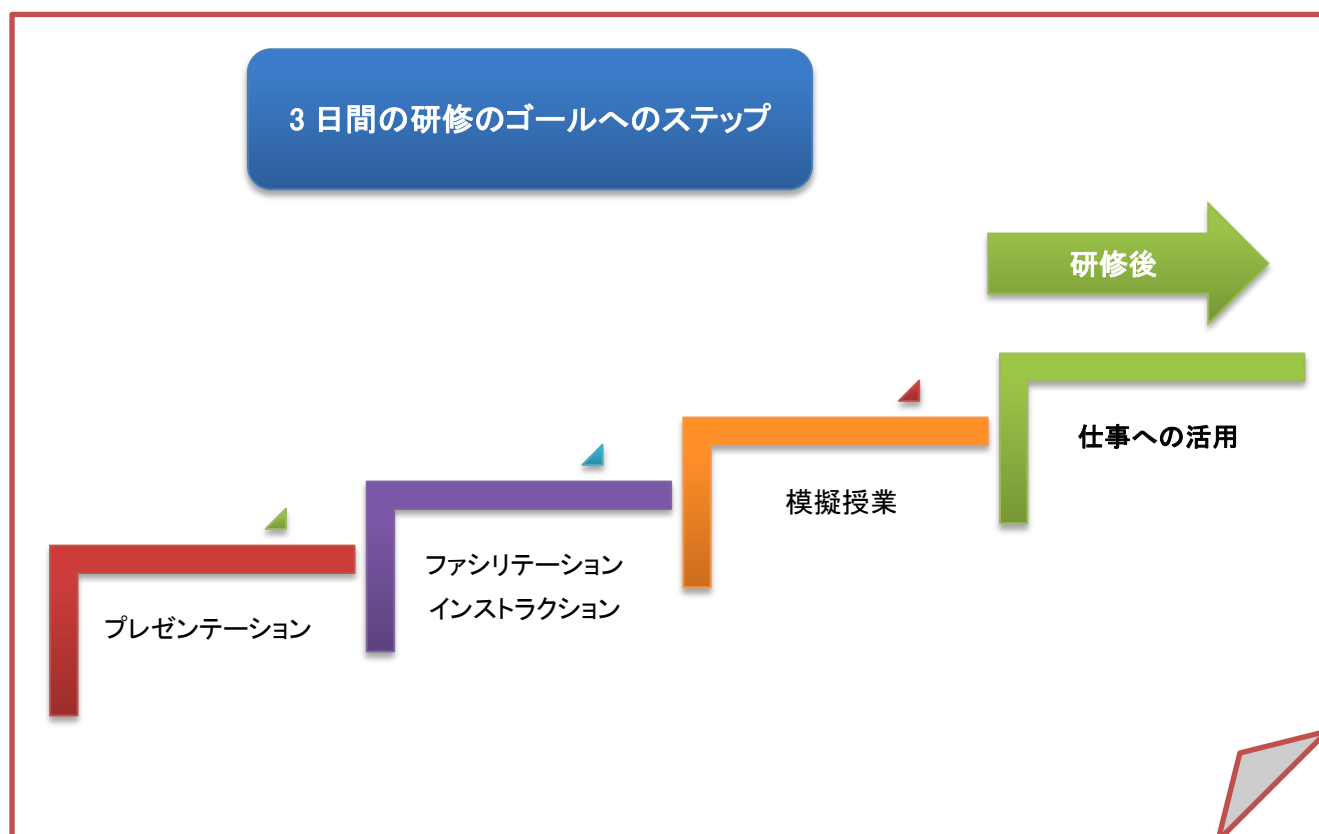 3 日間の研修のゴールへのステップ
研修後
仕事への活用
模擬授業
ファシリテーション
インストラクション
プレゼンテーション